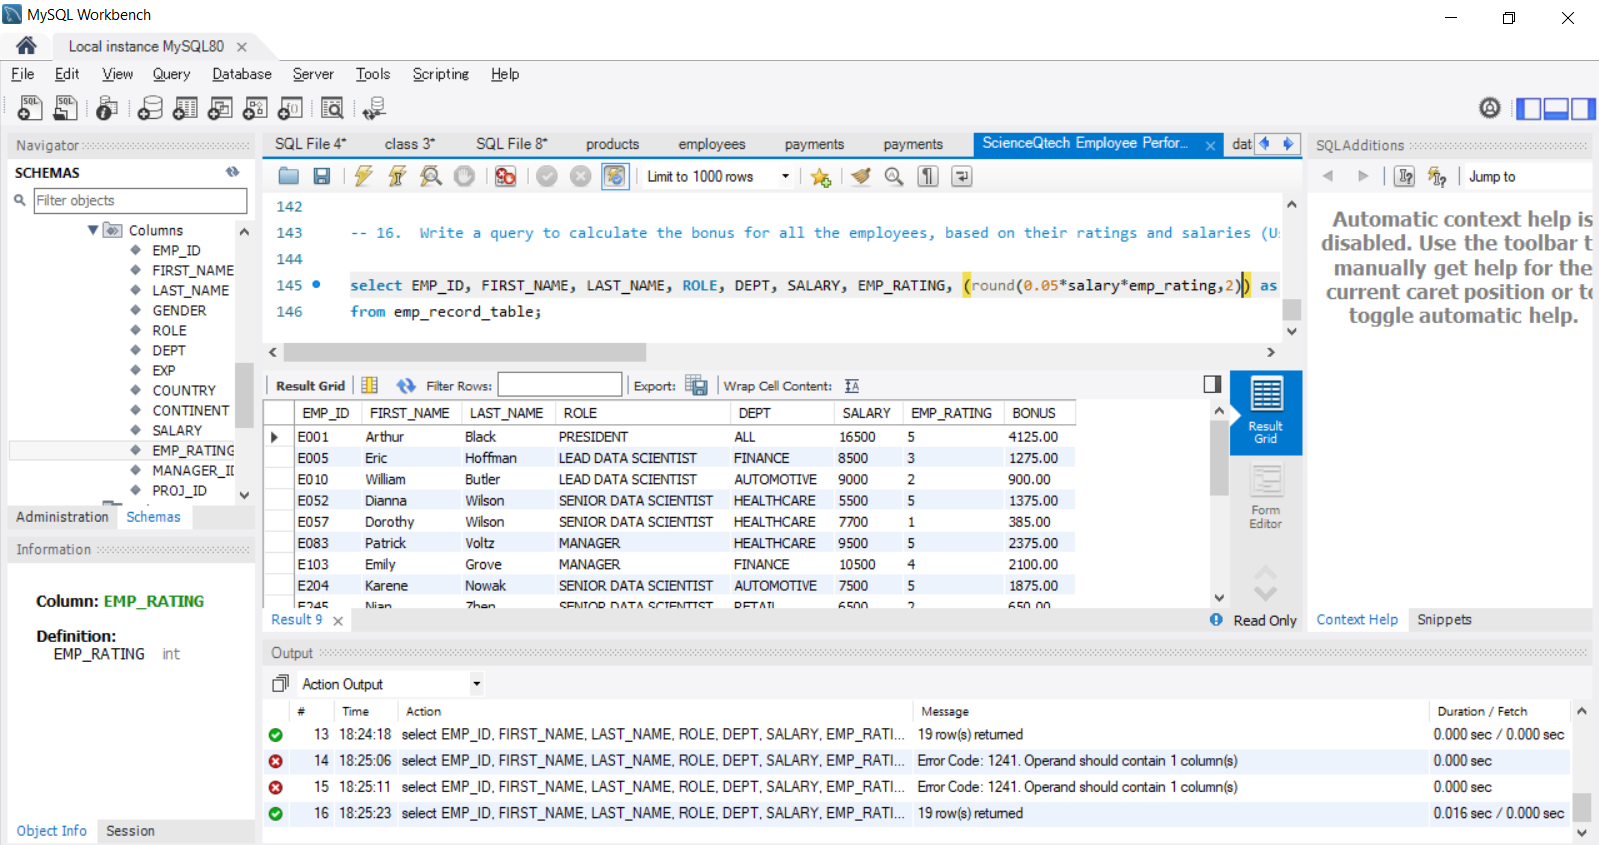 MySQL Workbench
Local instance MySQL80
File Edit View Query Database Server Tools Scripting Help
Navigator
SCHEMAS
Filter objects
Columns
EMP_ID
FIRST_NAME
LAST_NAME
GENDER
ROLE
DEPT
EXP
COUNTRY
CONTINENT
SALARY
EMP_RATING
MANAGER_I
PROJ_ID
Administration Schemas
Information
Column: EMP_RATING
Definition:
EMP_RATING int
Object Info Session
SQL File 4* class 3* SQL File 8* products employees payments payments ScienceQtech Employee Perfor... dat
Limit to 1000 rows
142
143 -- 16. Write a query to calculate the bonus for all the employees, based on their ratings and salaries (U
144
145 select EMP_ID, FIRST_NAME, LAST_NAME, ROLE, DEPT, SALARY, EMP_RATING, (round(0.05*salary*emp_rating,2)) as
146 from emp_record_table;
Result Grid Filter Rows: Export: Wrap Cell Content: IA
EMP_ID FIRST_NAME LAST_NAME ROLE DEPT SALARY EMP_RATING BONUS
E001 Arthur Black PRESIDENT ALL 16500 5 4125.00
E005 Eric Hoffman LEAD DATA SCIENTIST FINANCE 8500 3 1275.00
E010 William Butler LEAD DATA SCIENTIST AUTOMOTIVE 9000 2 900.00
E052 Dianna Wilson SENIOR DATA SCIENTIST HEALTHCARE 5500 5 1375.00
E057 Dorothy Wilson SENIOR DATA SCIENTIST HEALTHCARE 7700 1 385.00
E083 Patrick Voltz MANAGER HEALTHCARE 9500 5 2375.00
E103 Emily Grove MANAGER FINANCE 10500 4 2100.00
E204 Karene Nowak SENIOR DATA SCIENTIST AUTOMOTIVE 7500 5 1875.00
E245 Nian Zhen SENIOR DATA SCIENTIST RETAIL 6500 2 650.00
Result 9
Read Only
Result
Grid
Form
Editor
SQLAdditions
Jump to
Automatic context help is
disabled. Use the toolbar t
manually get help for the
current caret position or to
toggle automatic help.
Context Help Snippets
Output
Action Output
# Time Action Message Duration / Fetch
13 18:24:18 select EMP_ID, FIRST_NAME, LAST_NAME, ROLE, DEPT, SALARY, EMP_RATI... 19 row(s) returned 0.000 sec / 0.000 sec
14 18:25:06 select EMP_ID, FIRST_NAME, LAST_NAME, ROLE, DEPT, SALARY, EMP_RATI... Error Code: 1241. Operand should contain 1 column(s) 0.000 sec
15 18:25:11 select EMP_ID, FIRST_NAME, LAST_NAME, ROLE, DEPT, SALARY, EMP_RATI... Error Code: 1241. Operand should contain 1 column(s) 0.000 sec
16 18:25:23 select EMP_ID, FIRST_NAME, LAST_NAME, ROLE, DEPT, SALARY, EMP_RATI... 19 row(s) returned 0.016 sec / 0.000 sec